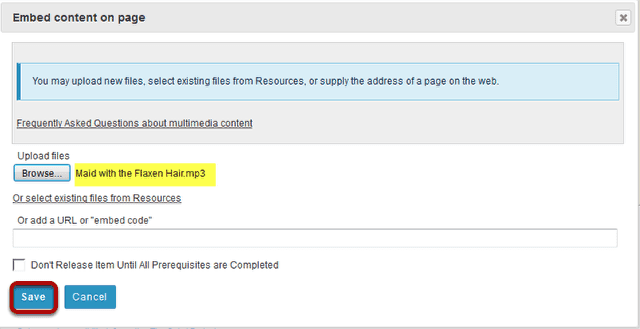 Embed content on page
You may upload new files, select existing files from Resources, or supply the address of a page on the web.
Frequently Asked Questions about multimedia content
Upload files
Browse... Maid with the Flaxen Hair.mp3
Or select existing files from Resources
Or add a URL or "embed code"
Don't Release Item Until All Prerequisites are Completed
Save Cancel